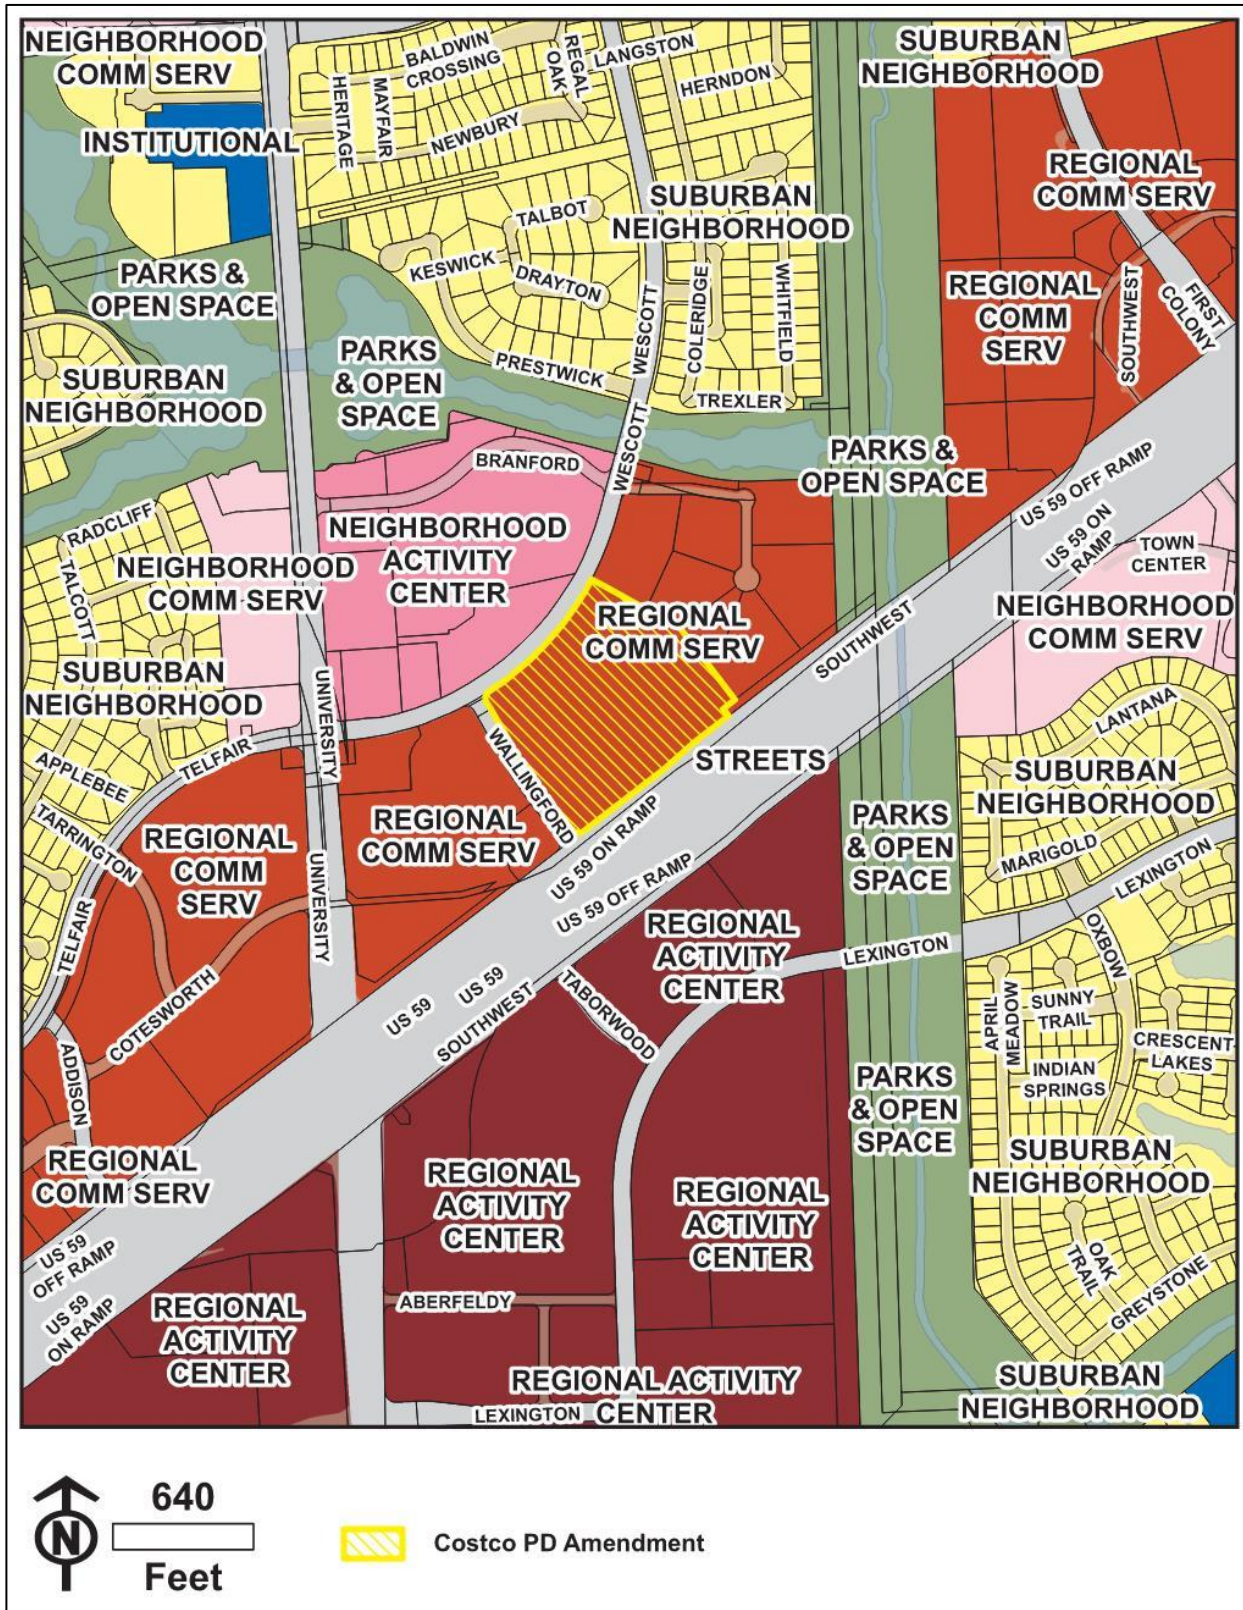 NEIGHBORHOOD
COMM SERV
BALDWIN
CROSSING
REGAL
OAK
LANGSTON
SUBURBAN
NEIGHBORHOOD
HERITAGE
MAYFAIR
HERNDON
INSTITUTIONAL
NEWBURY
REGIONAL
COMM SERV
SUBURBAN
NEIGHBORHOOD
TALBOT
KESWICK
DRAYTON
PARKS &
OPEN SPACE
WESCOTT
COLERIDGE
WHITFIELD
REGIONAL
COMM
SERV
SOUTHWEST
FIRST
COLONY
PARKS
& OPEN
SPACE
PRESTWICK
SUBURBAN
NEIGHBORHOOD
TREXLER
WESCOTT
BRANFORD
PARKS &
OPEN SPACE
US 59 OFF RAMP
RADCLIFF
NEIGHBORHOOD
ACTIVITY
CENTER
US 59 ON
RAMP
TOWN
CENTER
TALCOTT
NEIGHBORHOOD
COMM SERV
NEIGHBORHOOD
COMM SERV
REGIONAL
COMM SERV
SOUTHWEST
SUBURBAN
NEIGHBORHOOD
UNIVERSITY
LANTANA
WALLINGFORD
TELFAIR
STREETS
APPLEBEE
SUBURBAN
NEIGHBORHOOD
TARRINGTON
REGIONAL
COMM
SERV
REGIONAL
COMM SERV
US 59 ON RAMP
PARKS
& OPEN
SPACE
MARIGOLD
LEXINGTON
UNIVERSITY
US 59 OFF RAMP
TELFAIR
REGIONAL
ACTIVITY
CENTER
LEXINGTON
OXBOW
COTESWORTH
US 59
US 59
SOUTHWEST
TABORWOOD
APRIL
MEADOW
SUNNY
TRAIL
CRESCENT
LAKES
ADDISON
PARKS
& OPEN
SPACE
INDIAN
SPRINGS
REGIONAL
COMM SERV
REGIONAL
ACTIVITY
CENTER
REGIONAL
ACTIVITY
CENTER
SUBURBAN
NEIGHBORHOOD
US 59
OFF RAMP
OAK
TRAIL
GREYSTONE
US 59
ON RAMP
REGIONAL
ACTIVITY
CENTER
ABERFELDY
REGIONAL ACTIVITY
CENTER
LEXINGTON
SUBURBAN
NEIGHBORHOOD
N
640
Feet
Costco PD Amendment